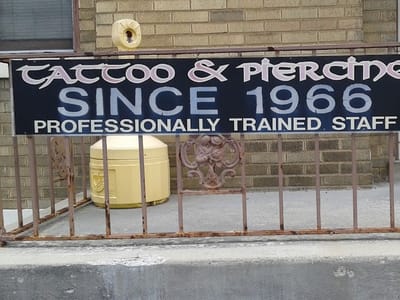 TATTOO & PIERCING
SINCE 1966
PROFESSIONALLY TRAINED STAFF